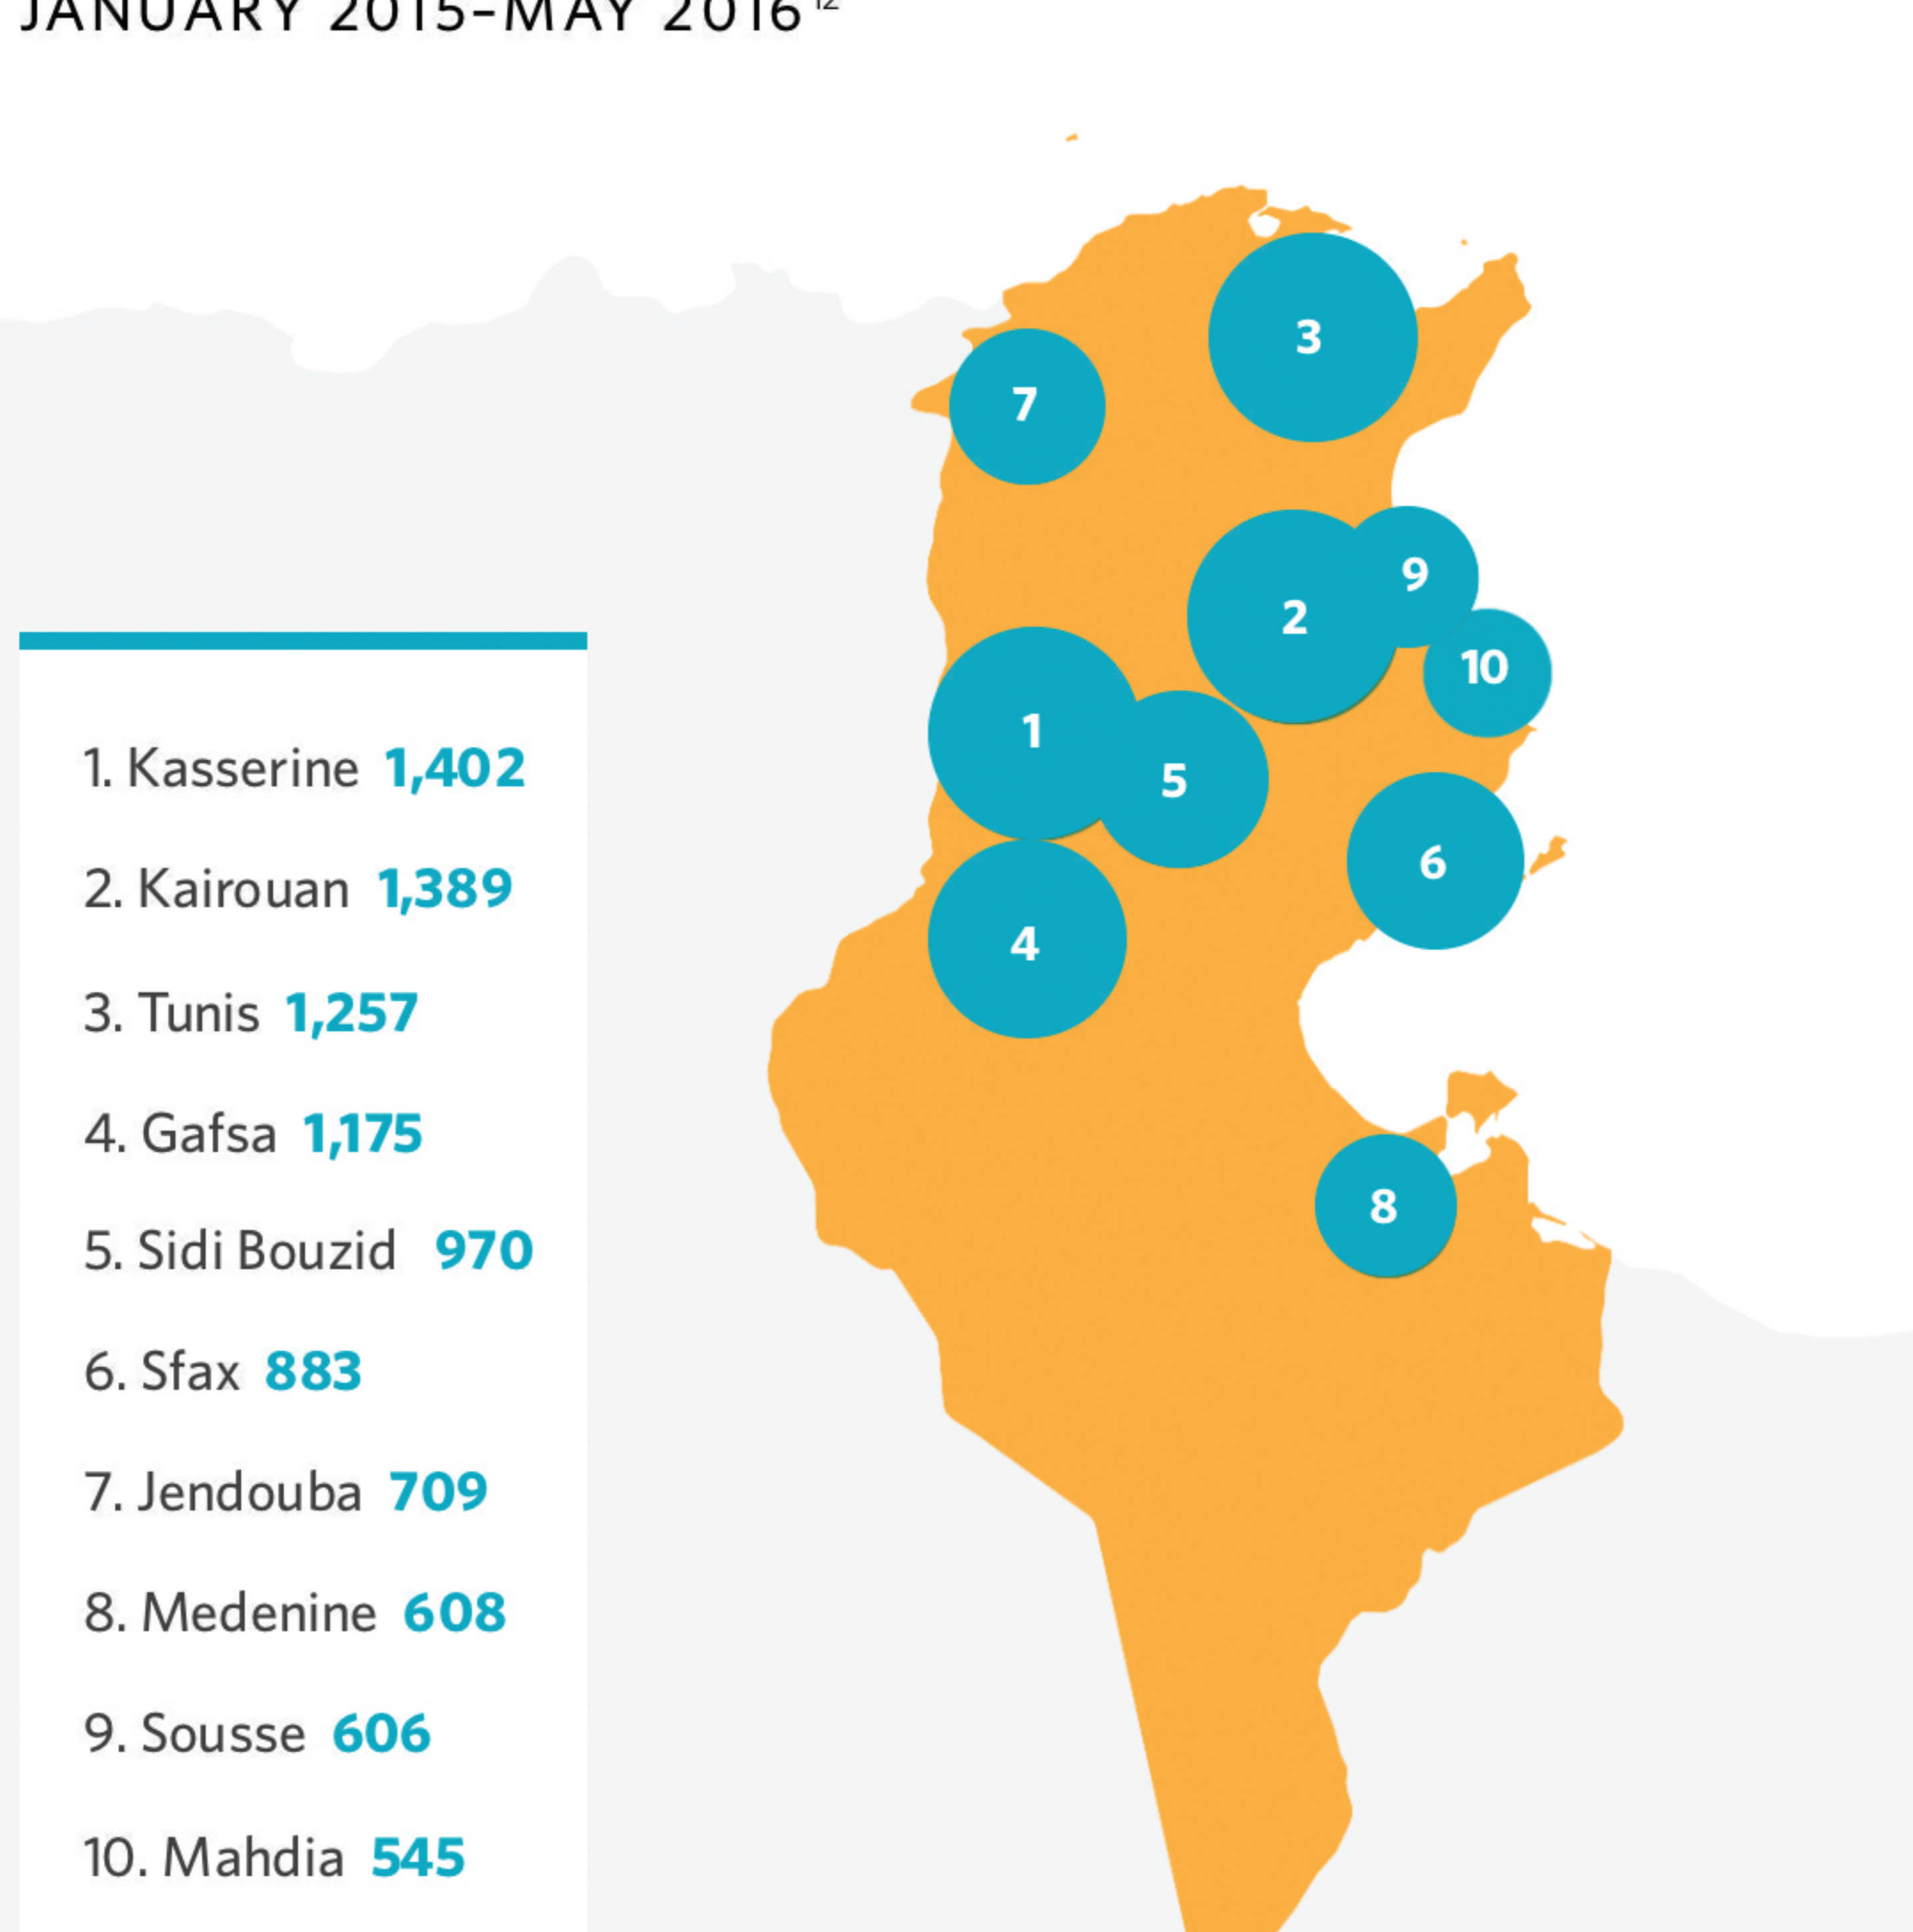 JANUARY 2015–MAY 2016 12
3
7
9
2
10
1
5
6
4
8
1. Kasserine 1,402
2. Kairouan 1,389
3. Tunis 1,257
4. Gafsa 1,175
5. Sidi Bouzid 970
6. Sfax 883
7. Jendouba 709
8. Medenine 608
9. Sousse 606
10. Mahdia 545